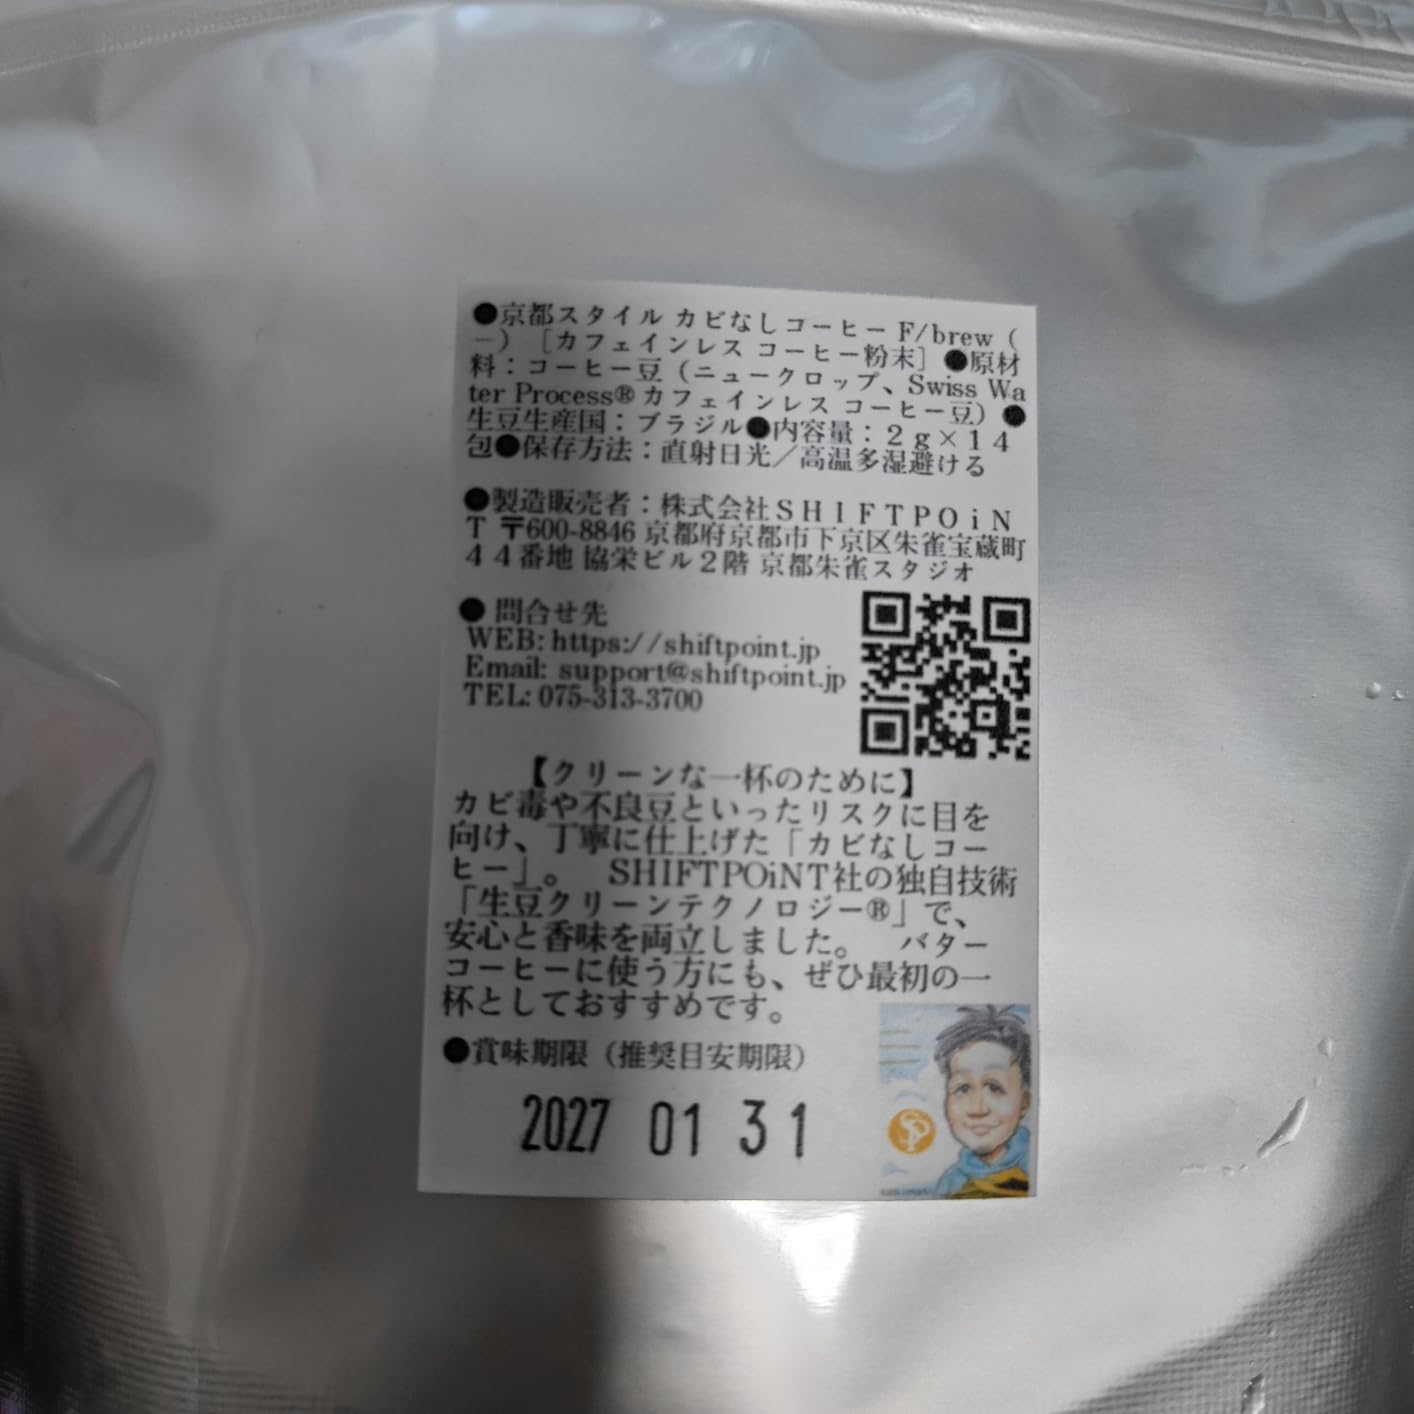 ●京都スタイル カビなしコーヒー F/brew（
−）［カフェインレス コーヒー粉末］●原材
料：コーヒー豆（ニュークロップ、Swiss Wa
ter Process®カフェインレス コーヒー豆）●
生豆生産国：ブラジル●内容量：２ｇ×１４
包●保存方法：直射日光／高温多湿避ける
●製造販売者：株式会社ＳＨＩＦＴＰＯｉＮ
Ｔ 〒600-8846 京都府京都市下京区朱雀宝蔵町
４４番地 協栄ビル２階 京都朱雀スタジオ
● 問合せ先
WEB: https://shiftpoint.jp
Email: support@shiftpoint.jp
TEL: 075-313-3700
【クリーンな一杯のために】
カビ毒や不良豆といったリスクに目を
向け、丁寧に仕上げた「カビなしコー
ヒー」。　SHIFTPOiNT社の独自技術
「生豆クリーンテクノロジー®」で、
安心と香味を両立しました。　バター
コーヒーに使う方にも、ぜひ最初の一
杯としておすすめです。
●賞味期限（推奨目安期限）
2027 01 31